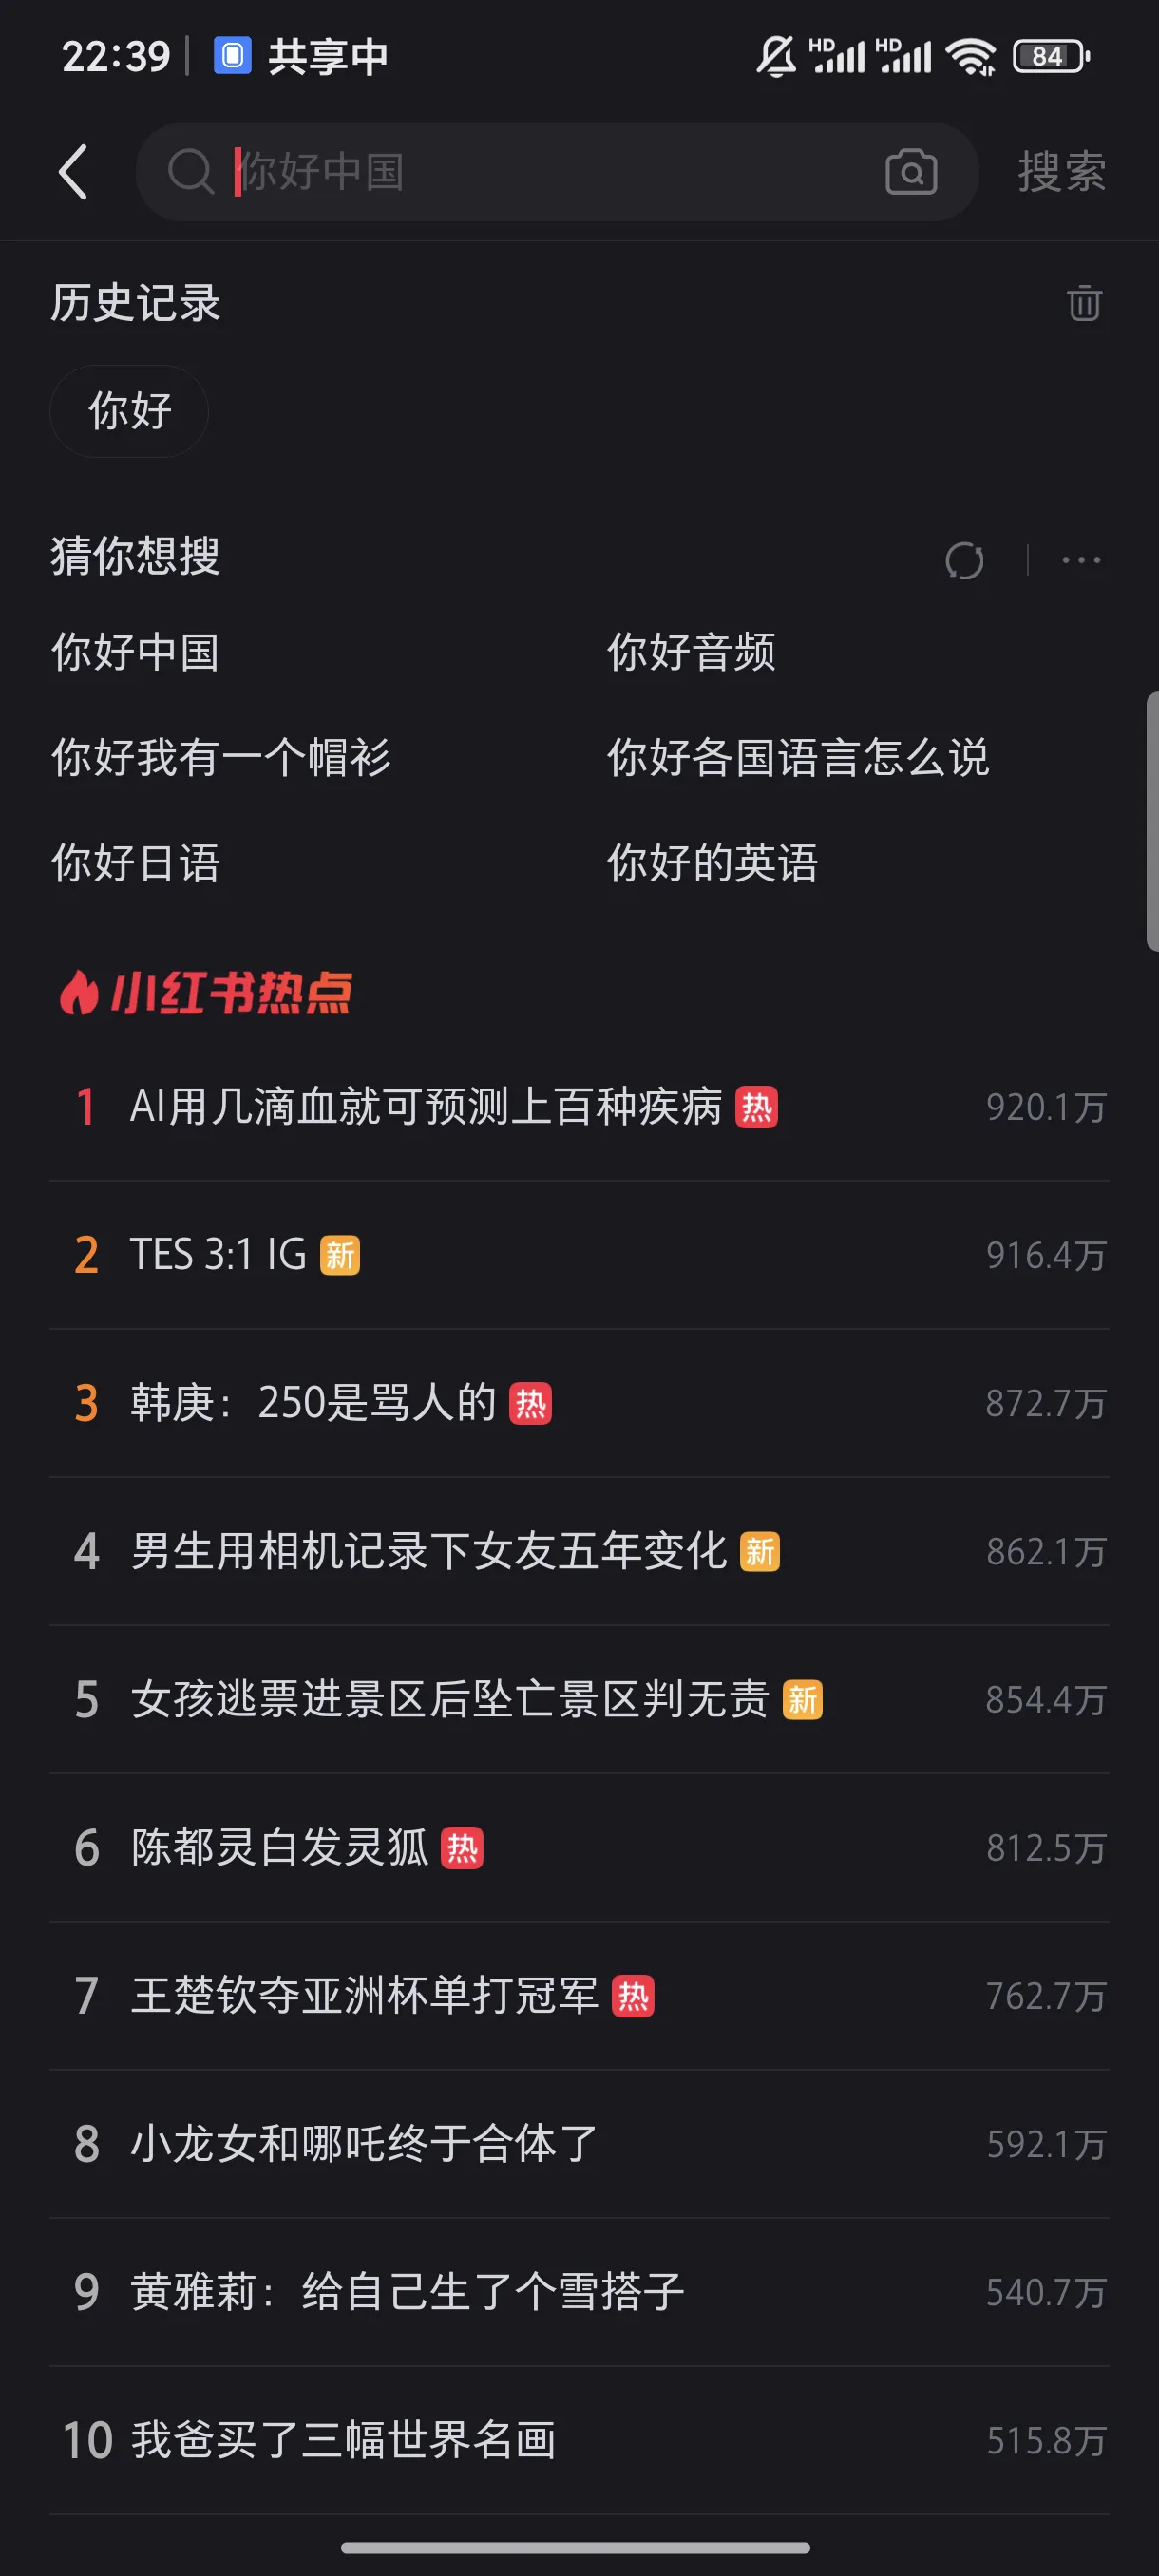 22:39 共享中 HD HD 84
你好中国 搜索
历史记录
你好
猜你想搜
你好中国 你好音频
你好我有一个帽衫 你好各国语言怎么说
你好日语 你好的英语
小红书热点
1 AI用几滴血就可预测上百种疾病 热 920.1万
2 TES 3:1 IG 新 916.4万
3 韩庚：250是骂人的 热 872.7万
4 男生用相机记录下女友五年变化 新 862.1万
5 女孩逃票进景区后坠亡景区判无责 新 854.4万
6 陈都灵白发灵狐 热 812.5万
7 王楚钦夺亚洲杯单打冠军 热 762.7万
8 小龙女和哪吒终于合体了 592.1万
9 黄雅莉：给自己生了个雪搭子 540.7万
10 我爸买了三幅世界名画 515.8万